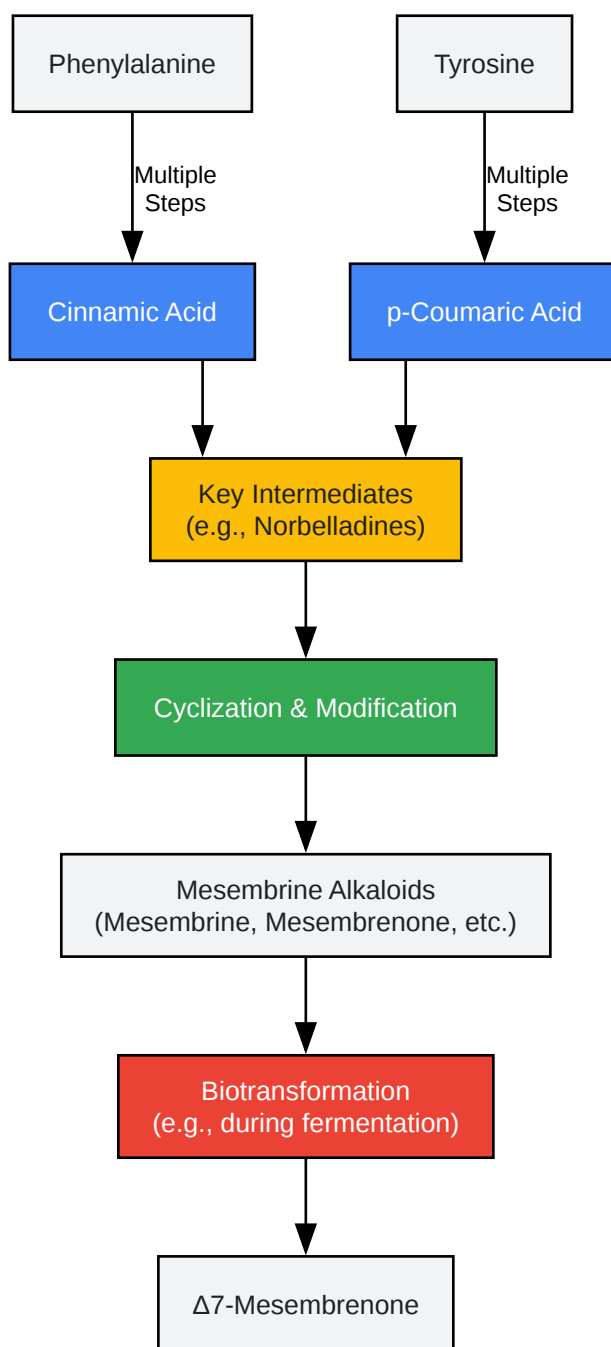 Phenylalanine
Tyrosine
Multiple
Steps
Multiple
Steps
Cinnamic Acid
p-Coumaric Acid
Key Intermediates
(e.g., Norbelladines)
Cyclization & Modification
Mesembrine Alkaloids
(Mesembrine, Mesembrenone, etc.)
Biotransformation
(e.g., during fermentation)
Δ7-Mesembrenone